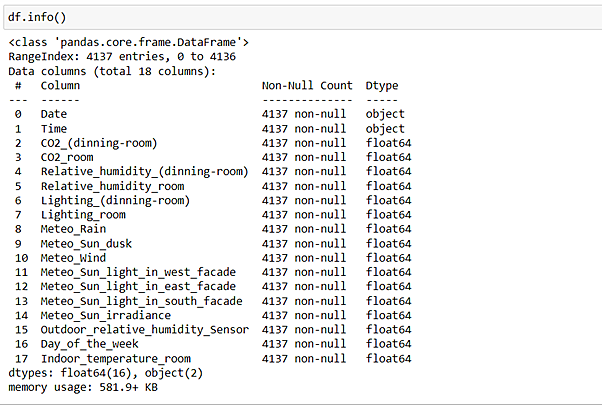 df.info()
<class 'pandas.core.frame.DataFrame'>
RangeIndex: 4137 entries, 0 to 4136
Data columns (total 18 columns):
 #   Column                           Non-Null Count  Dtype
---  ------                           --------------  -----
 0   Date                             4137 non-null   object
 1   Time                             4137 non-null   object
 2   CO2_(dinning-room)               4137 non-null   float64
 3   CO2_room                         4137 non-null   float64
 4   Relative_humidity_(dinning-room) 4137 non-null   float64
 5   Relative_humidity_room           4137 non-null   float64
 6   Lighting_(dinning-room)          4137 non-null   float64
 7   Lighting_room                    4137 non-null   float64
 8   Meteo_Rain                       4137 non-null   float64
 9   Meteo_Sun_dusk                   4137 non-null   float64
 10  Meteo_Wind                       4137 non-null   float64
 11  Meteo_Sun_light_in_west_facade   4137 non-null   float64
 12  Meteo_Sun_light_in_east_facade   4137 non-null   float64
 13  Meteo_Sun_light_in_south_facade  4137 non-null   float64
 14  Meteo_Sun_irradiance             4137 non-null   float64
 15  Outdoor_relative_humidity_Sensor 4137 non-null   float64
 16  Day_of_the_week                  4137 non-null   float64
 17  Indoor_temperature_room          4137 non-null   float64
dtypes: float64(16), object(2)
memory usage: 581.9+ KB